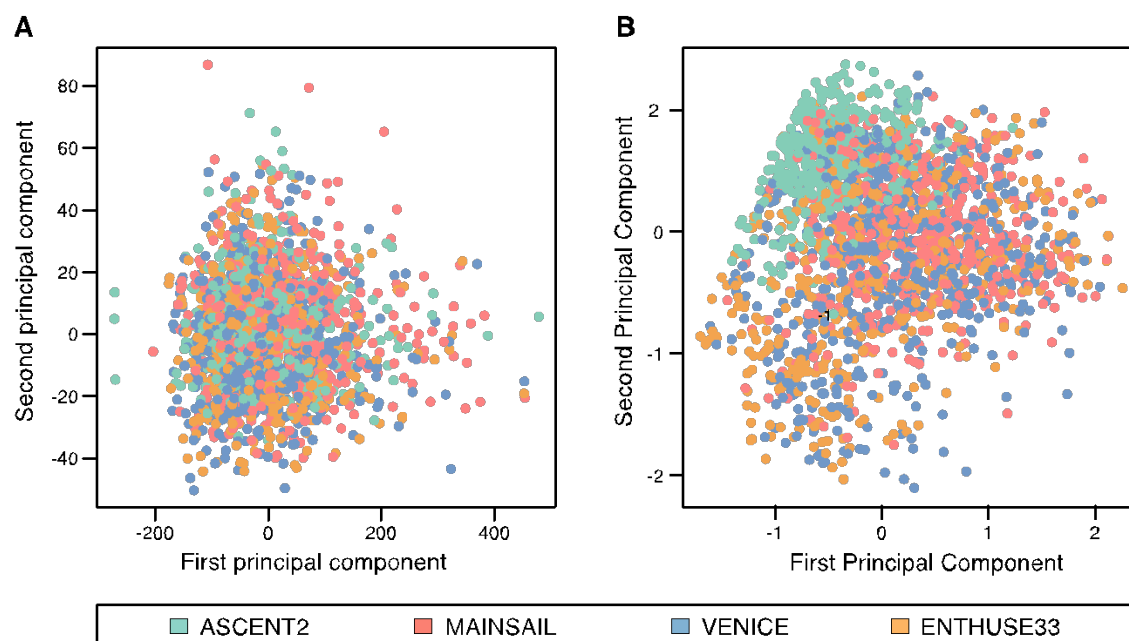 A
Second principal component
80
60
40
20
0
-20
-40
-200
0
200
400
First principal component
B
Second Principal Component
2
0
-1
-2
-1
-1
0
1
2
First Principal Component
ASCENT2
MAINSAIL
VENICE
ENTHUSE33